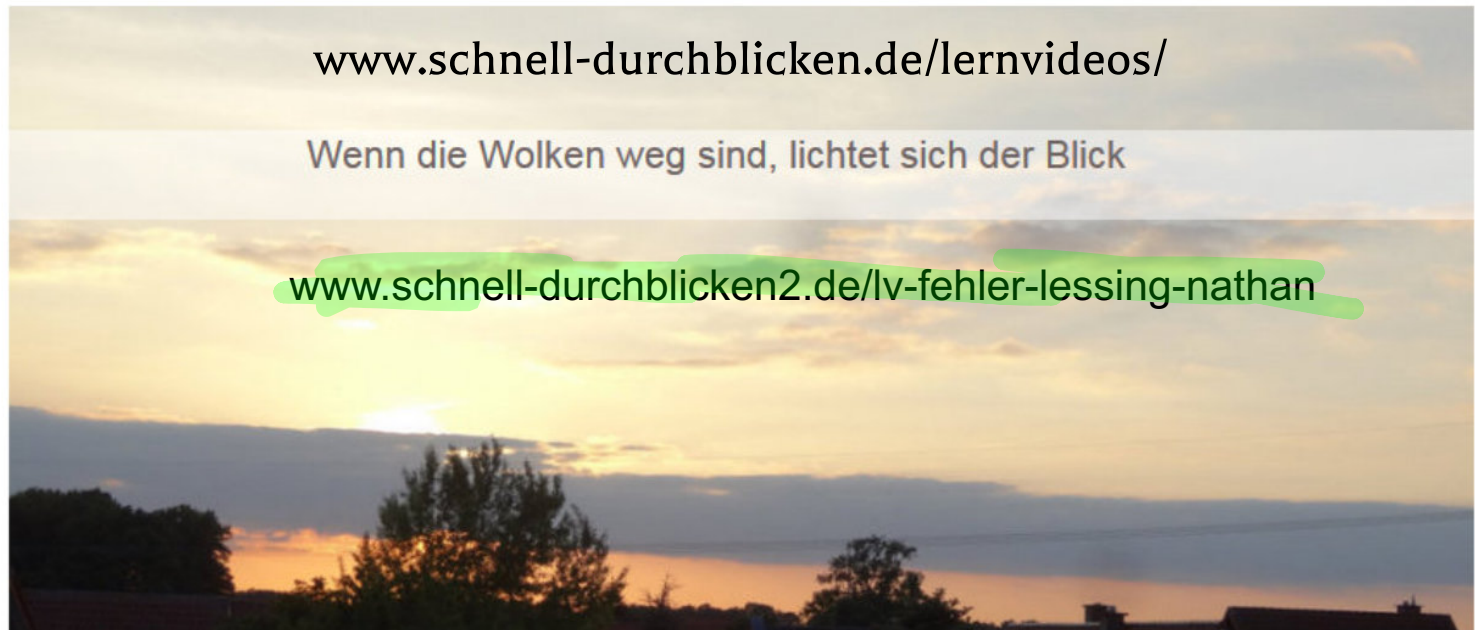 www.schnell-durchblicken.de/lernvideos/
Wenn die Wolken weg sind, lichtet sich der Blick
www.schnell-durchblicken2.de/lv-fehler-lessing-nathan